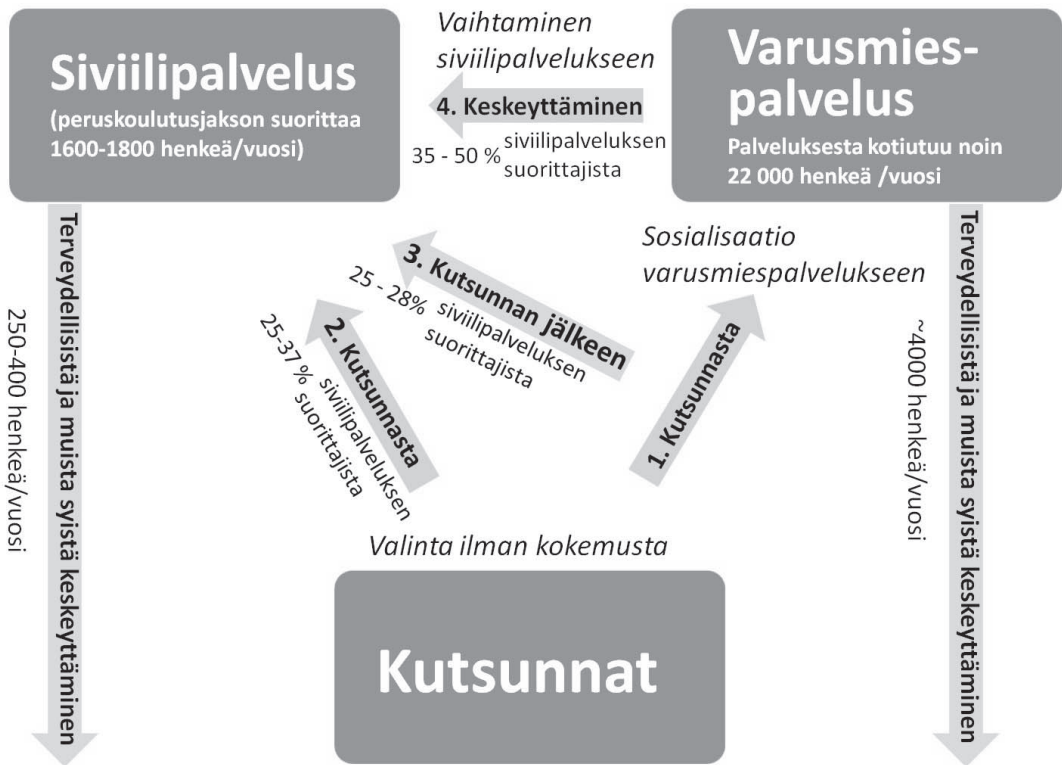 Siviilipalvelus
(peruskoulutusjakson suorittaa
1600-1800 henkeä/vuosi)
Vaihtaminen
siviilipalvelukseen
4. Keskeyttäminen
35 - 50 % siviilipalveluksen
suorittajista
Varusmies-
palvelus
Palveluksesta kotiutuu noin
22 000 henkeä /vuosi
Terveydellisistä ja muista syistä keskeyttäminen
250-400 henkeä/vuosi
3. Kutsunnan jälkeen
25 - 28% siviilipalveluksen
suorittajista
2. Kutsunnasta
25-37 % siviilipalveluksen
suorittajista
Sosialisaatio
varusmiespalvelukseen
1. Kutsunnasta
~4000 henkeä/vuosi
Terveydellisistä ja muista syistä keskeyttäminen
Valinta ilman kokemusta
Kutsunnat